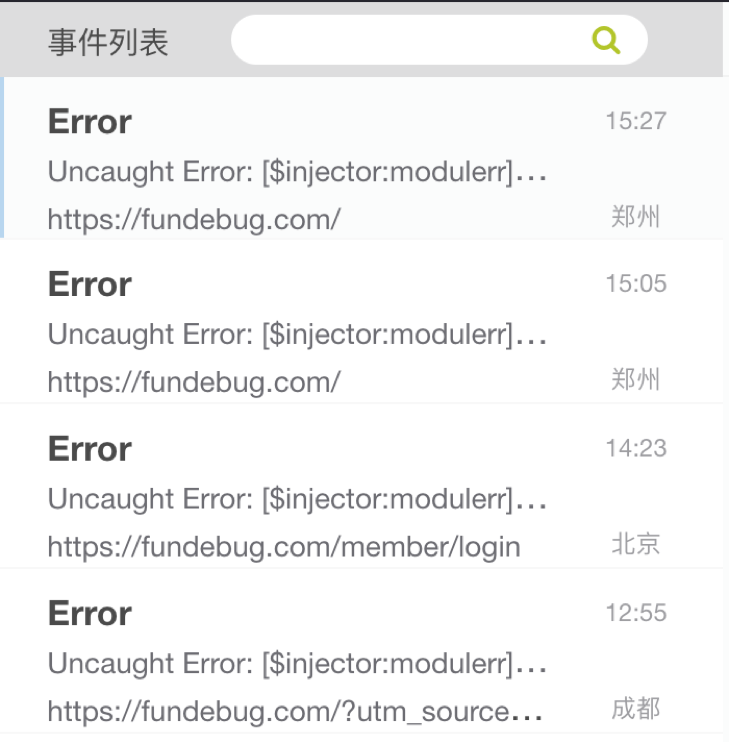 事件列表
Error 15:27
Uncaught Error: [$injector:modulerr]...
https://fundebug.com/ 郑州
Error 15:05
Uncaught Error: [$injector:modulerr]...
https://fundebug.com/ 郑州
Error 14:23
Uncaught Error: [$injector:modulerr]...
https://fundebug.com/member/login 北京
Error 12:55
Uncaught Error: [$injector:modulerr]...
https://fundebug.com/?utm_source... 成都